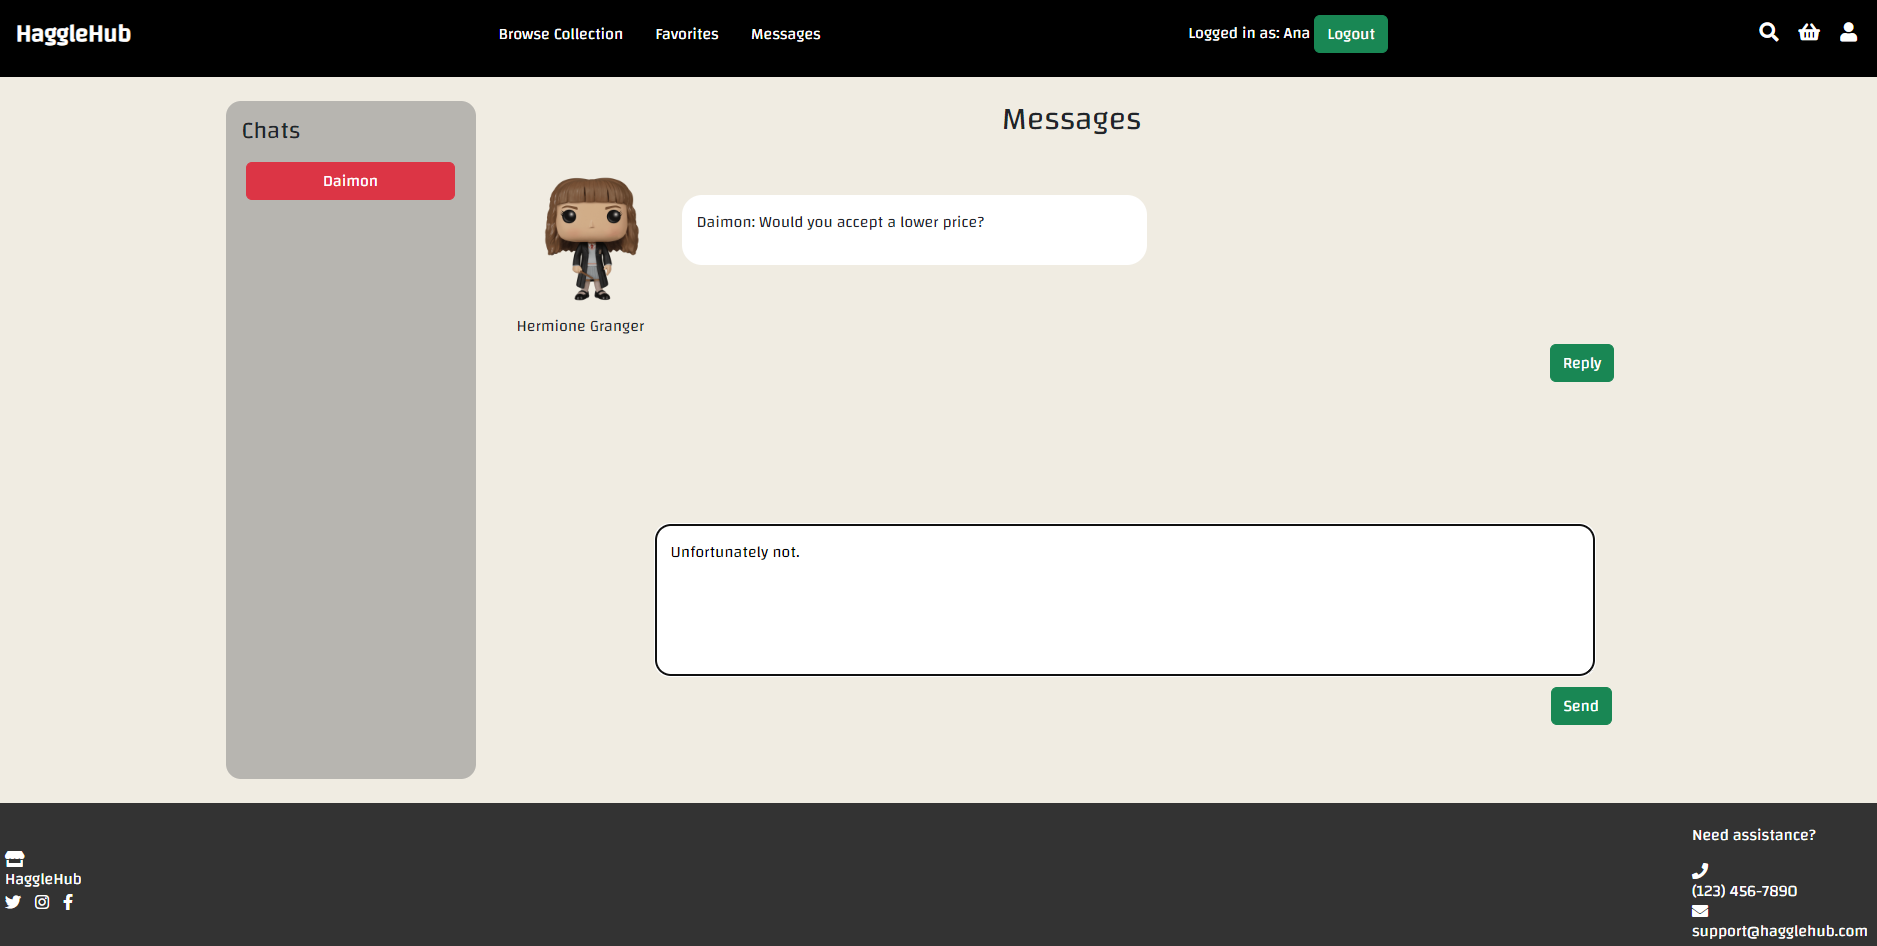 HaggleHub
Browse Collection
Favorites
Messages
Logged in as: Ana
Logout
Chats
Daimon
Messages
Daimon: Would you accept a lower price?
Hermione Granger
Reply
Unfortunately not.
Send
HaggleHub
Need assistance?
(123) 456-7890
support@hagglehub.com